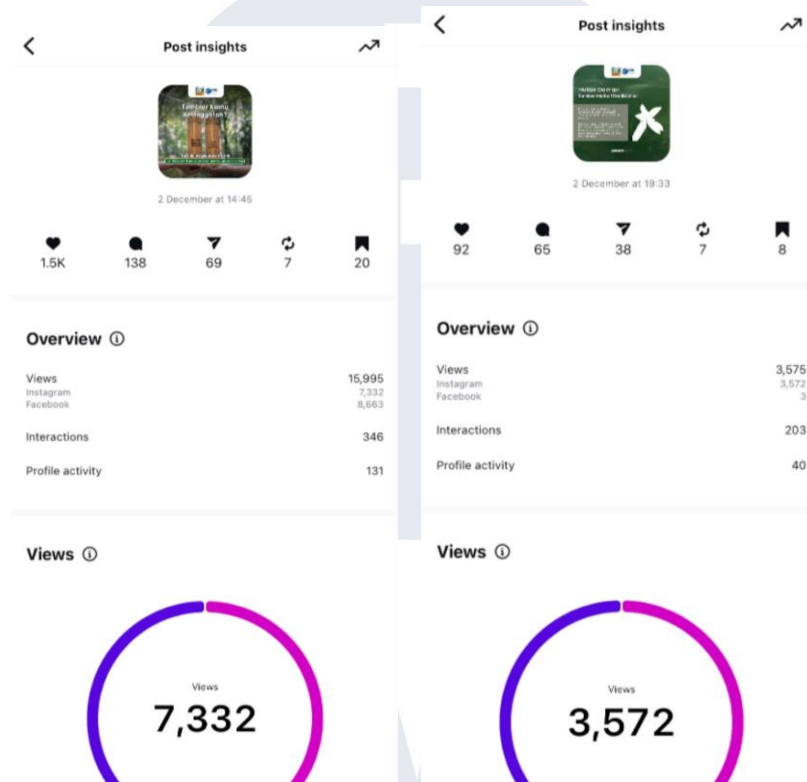 Post insights
2 December at 14:45
1.5K 138 69 7 20
Overview
Views 15,995
Instagram 7,332
Facebook 8,663
Interactions 346
Profile activity 131
Views
Views
7,332
Post insights
2 December at 19:33
92 65 38 7 8
Overview
Views 3,575
Instagram 3,572
Facebook 3
Interactions 203
Profile activity 40
Views
Views
3,572